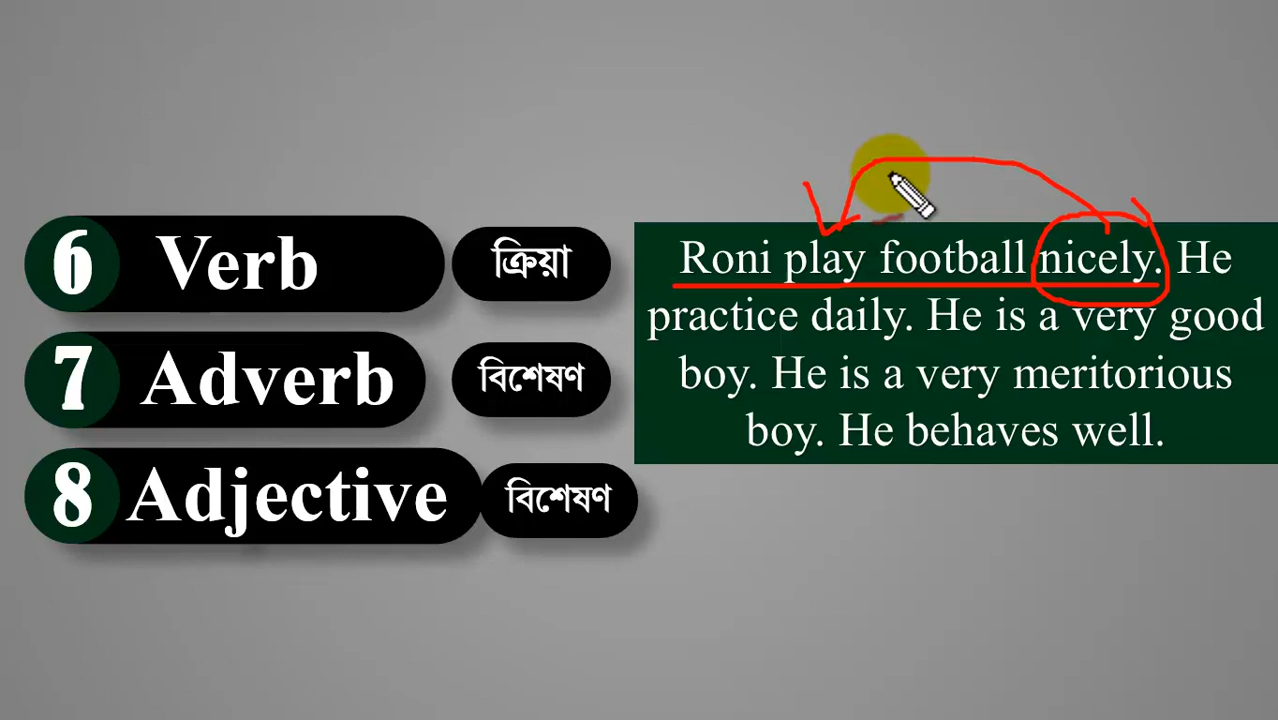 6 Verb ক্রিয়া
7 Adverb বিশেষণ
8 Adjective বিশেষণ
Roni play football nicely. He
practice daily. He is a very good
boy. He is a very meritorious
boy. He behaves well.